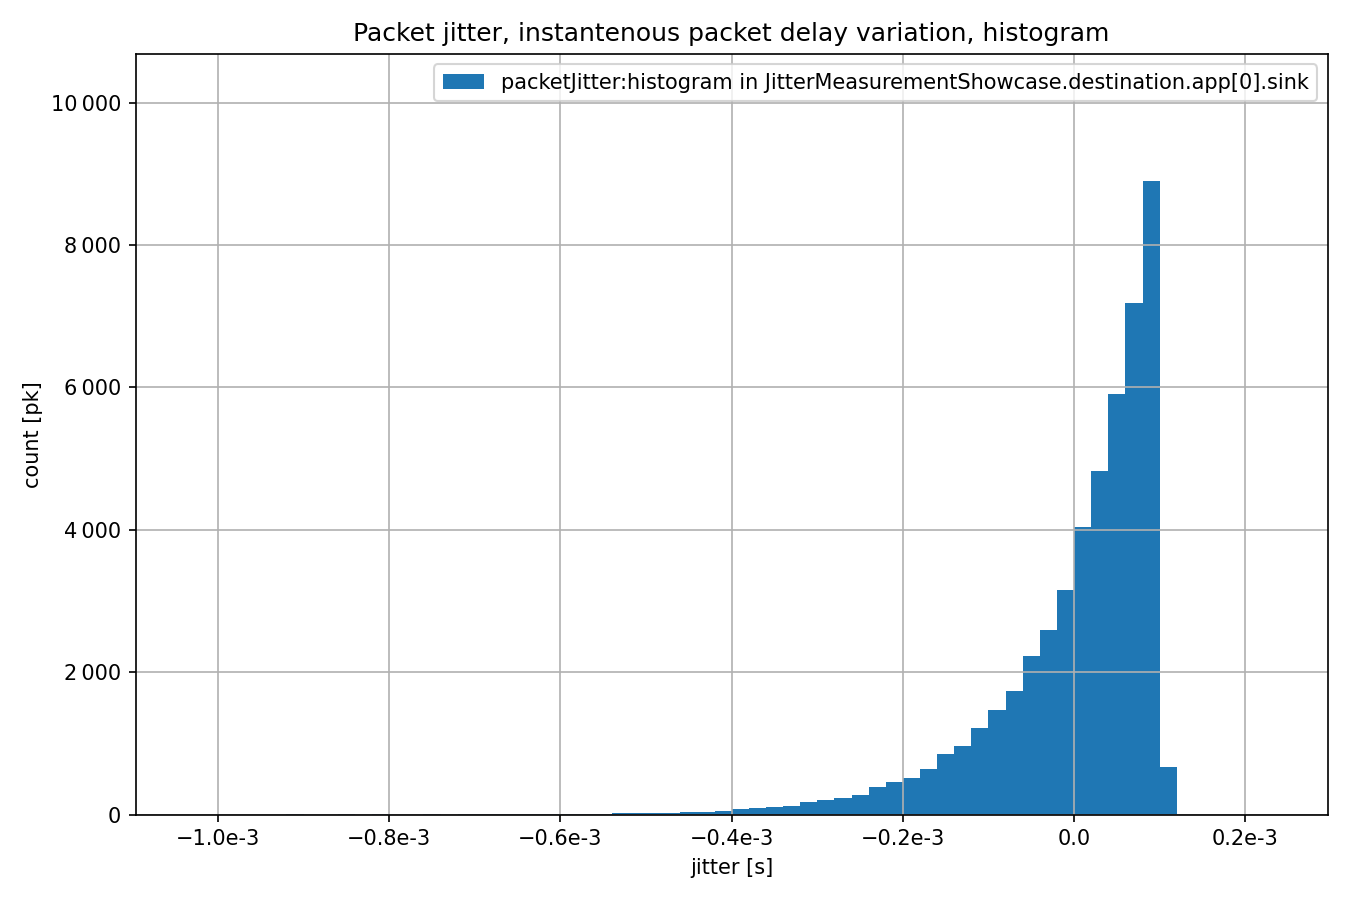 Packet jitter, instantenous packet delay variation, histogram
packetJitter:histogram in JitterMeasurementShowcase.destination.app[0].sink
10 000
8 000
6 000
4 000
2 000
0
count [pk]
−1.0e-3 −0.8e-3 −0.6e-3 −0.4e-3 −0.2e-3 0.0 0.2e-3
jitter [s]